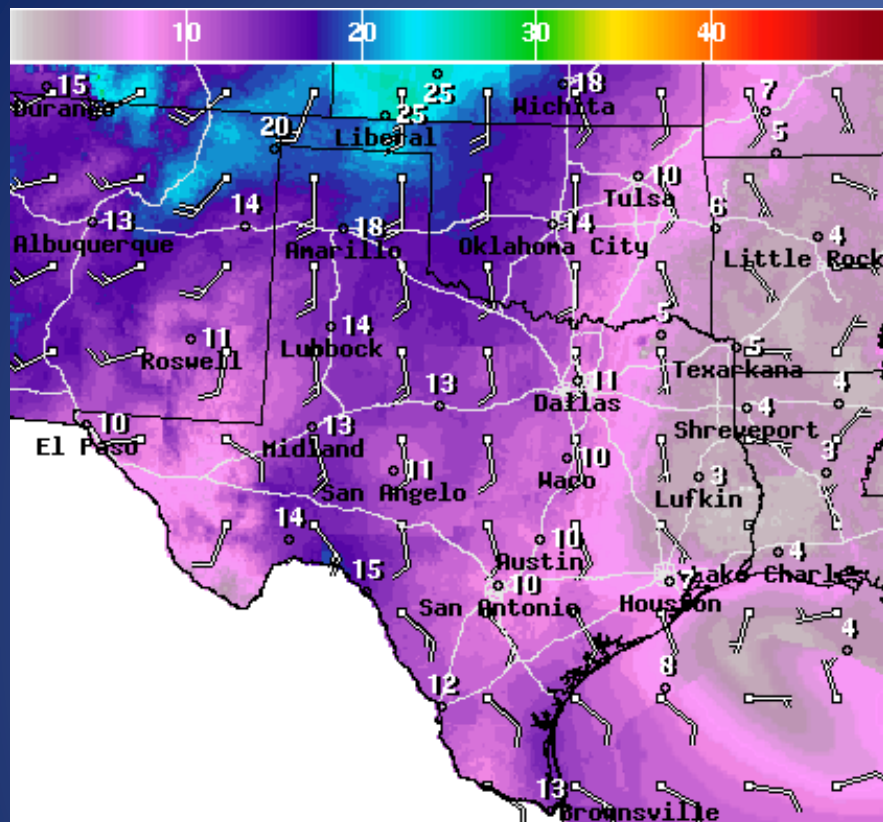 10 20 30 40
25
15 18 7
Durango Wichita
25
Liberal
20 5
10
Tulsa
13 14 18 14 6 4
Albuquerque Amarillo Oklahoma City Little Rock
11 14 5
Roswell Lubbock Texarkana 5
13 11 4 4
Dallas
10 13 Shreveport
El Paso Midland
11 10 3 3
San Angelo Waco Lufkin
14 10 4
Austin
15 10 7 Lake Charles
San Antonio Houston
4
8
12
13
Brownsville